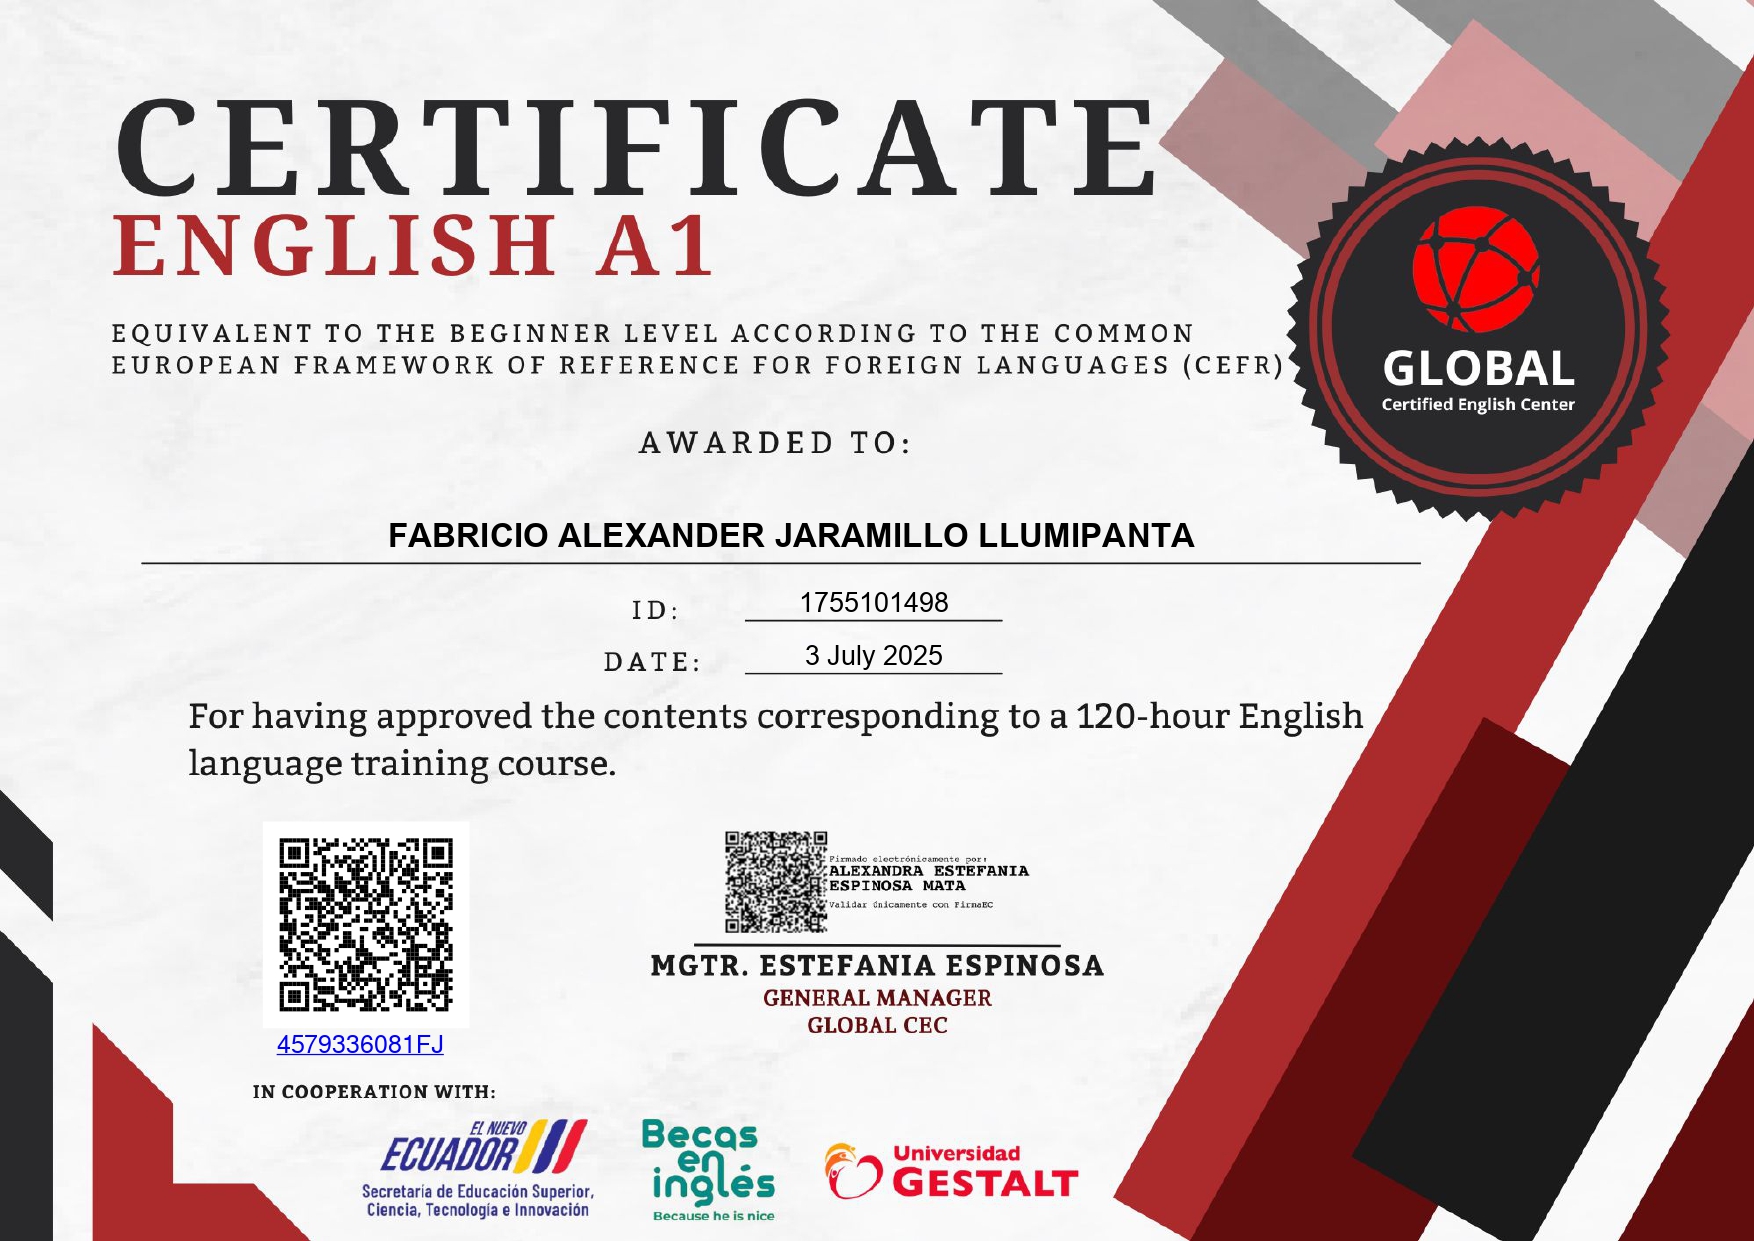 CERTIFICATE
ENGLISH A1
EQUIVALENT TO THE BEGINNER LEVEL ACCORDING TO THE COMMON
EUROPEAN FRAMEWORK OF REFERENCE FOR FOREIGN LANGUAGES (CEFR)
GLOBAL
Certified English Center
AWARDED TO:
FABRICIO ALEXANDER JARAMILLO LLUMIPANTA
ID: 1755101498
DATE: 3 July 2025
For having approved the contents corresponding to a 120-hour English
language training course.
Firmado electrónicamente por:
ALEXANDRA ESTEFANIA
ESPINOSA MATA
Validar únicamente con FirmaEC
MGTR. ESTEFANIA ESPINOSA
GENERAL MANAGER
GLOBAL CEC
4579336081FJ
IN COOPERATION WITH:
EL NUEVO
ECUADOR
Secretaría de Educación Superior,
Ciencia, Tecnología e Innovación
Becas
en
inglés
Because he is nice
Universidad
GESTALT